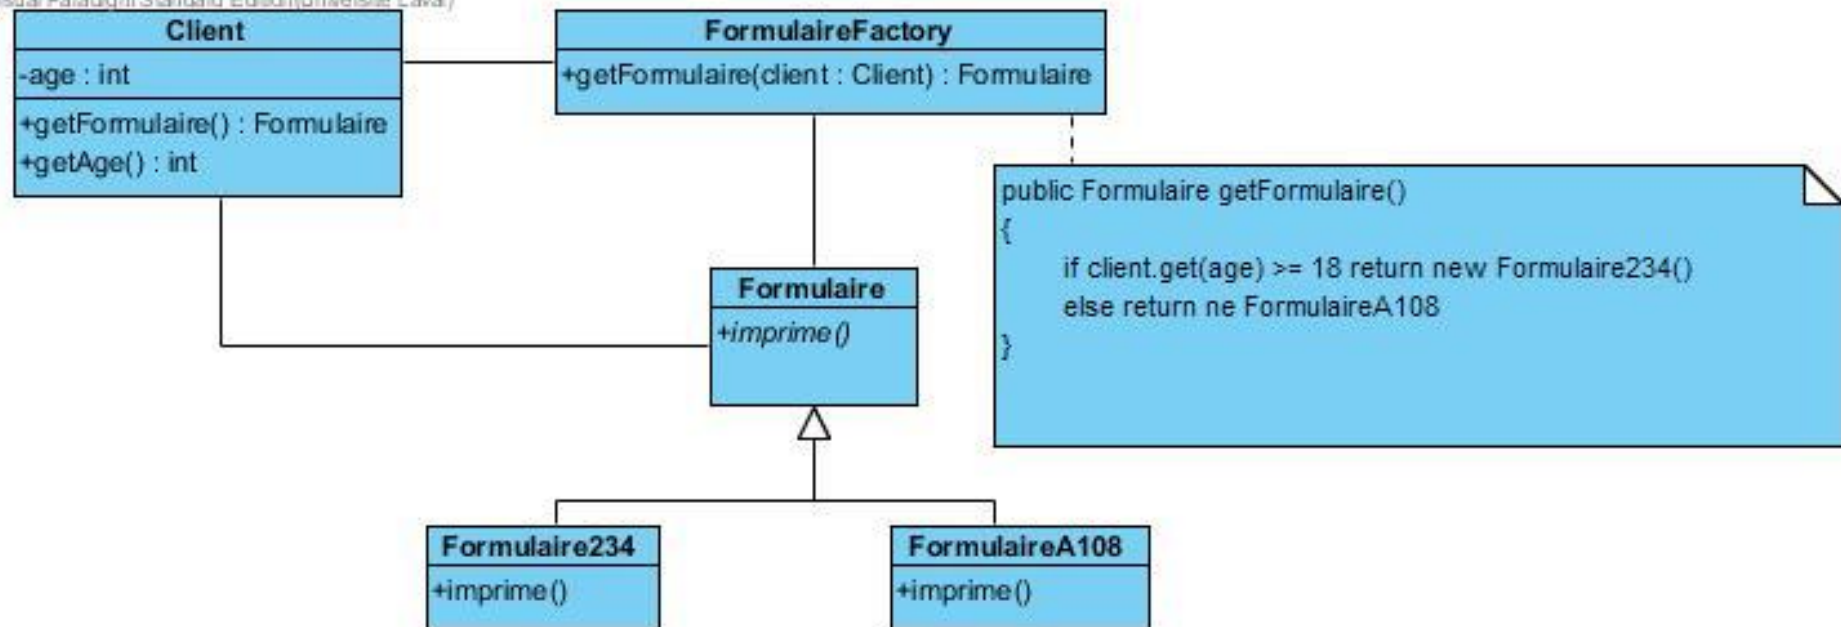 Client
-age : int
+getFormulaire() : Formulaire
+getAge() : int
FormulaireFactory
+getFormulaire(client : Client) : Formulaire
public Formulaire getFormulaire()
{
if client.get(age) >= 18 return new Formulaire234()
else return ne FormulaireA108
}
Formulaire
+imprime()
Formulaire234
+imprime()
FormulaireA108
+imprime()